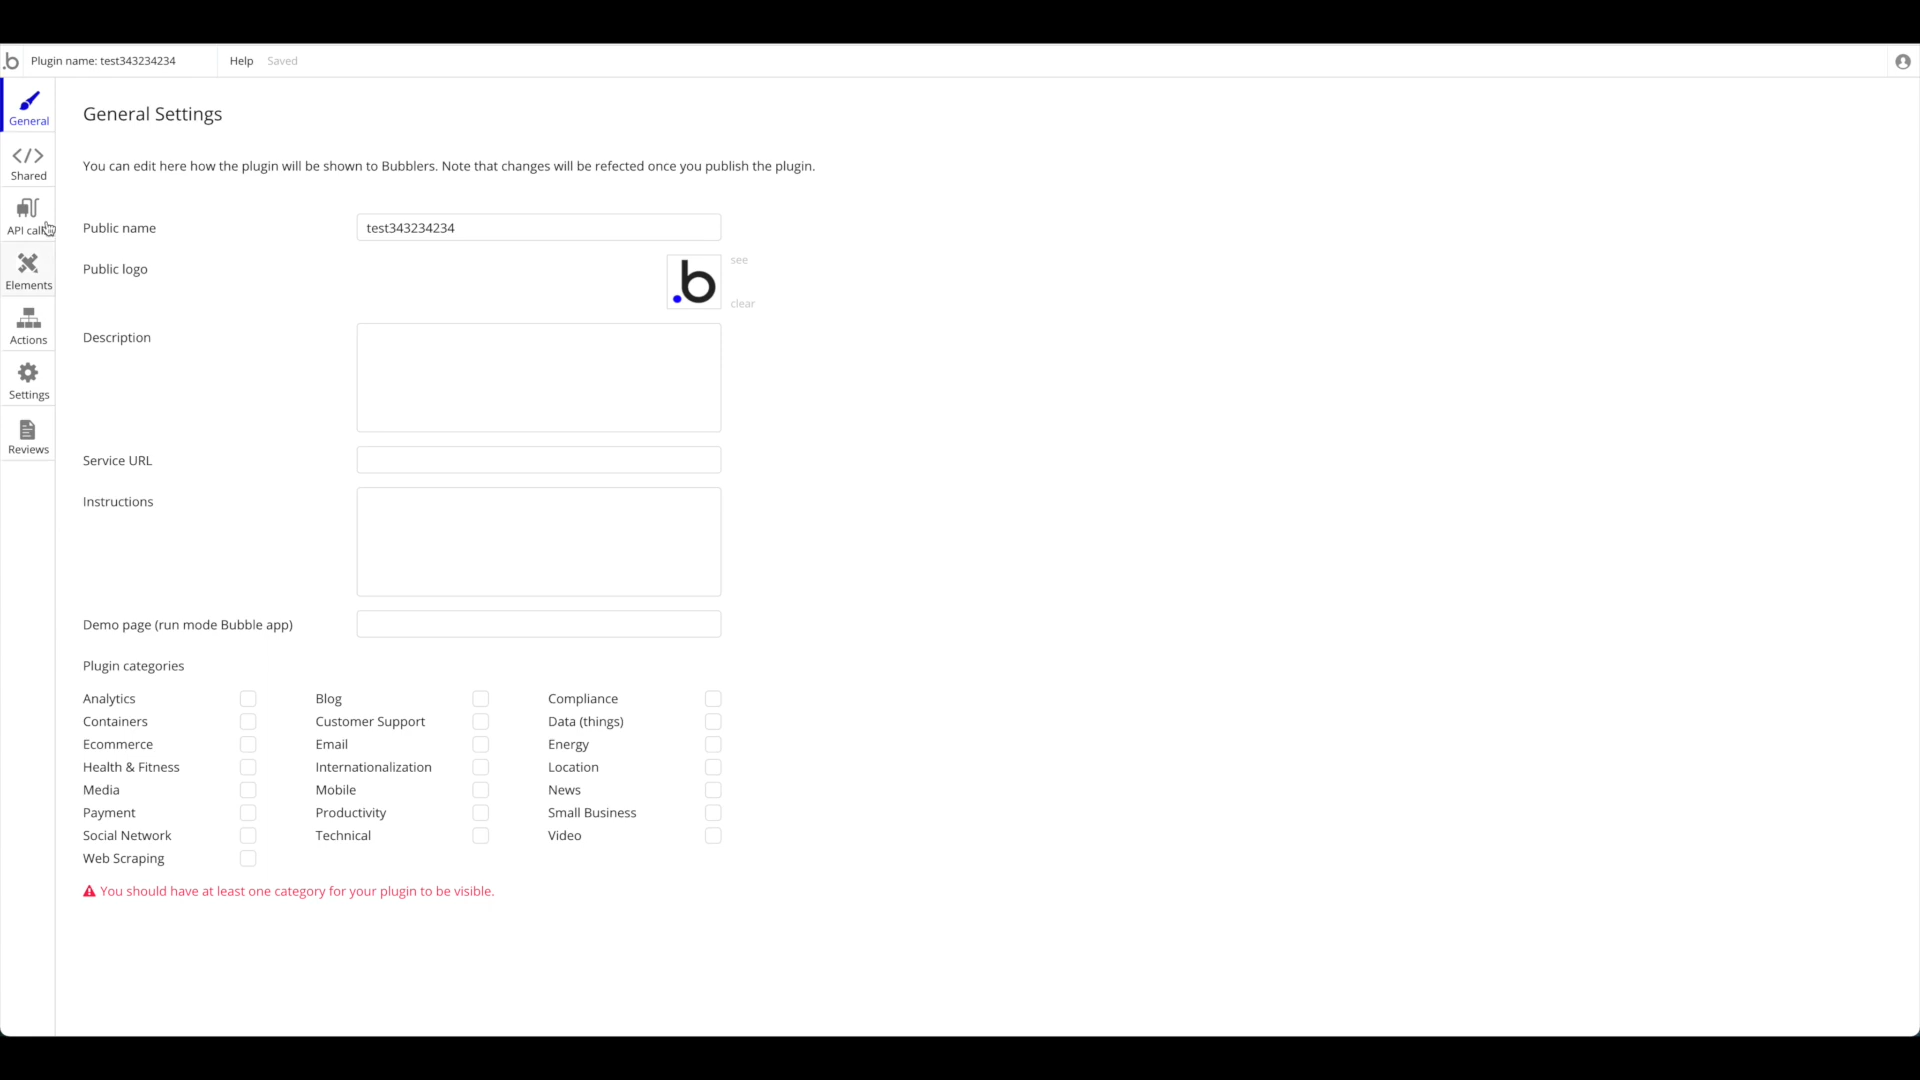 .b Plugin name: test343234234 Help Saved
General
Shared
API call
Elements
Actions
Settings
Reviews
General Settings
You can edit here how the plugin will be shown to Bubblers. Note that changes will be refected once you publish the plugin.
Public name test343234234
Public logo .b see
clear
Description
Service URL
Instructions
Demo page (run mode Bubble app)
Plugin categories
Analytics Blog Compliance
Containers Customer Support Data (things)
Ecommerce Email Energy
Health & Fitness Internationalization Location
Media Mobile News
Payment Productivity Small Business
Social Network Technical Video
Web Scraping
You should have at least one category for your plugin to be visible.